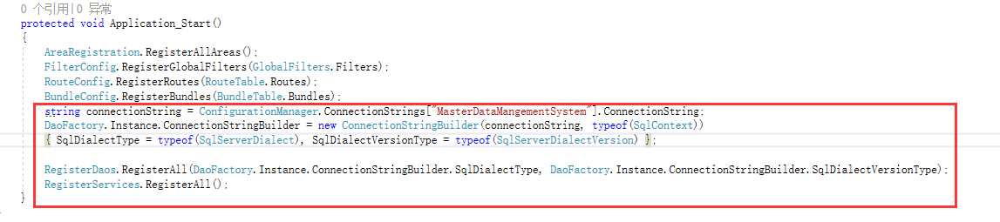 0 个引用|0 异常
protected void Application_Start()
{
AreaRegistration.RegisterAllAreas();
FilterConfig.RegisterGlobalFilters(GlobalFilters.Filters);
RouteConfig.RegisterRoutes(RouteTable.Routes);
BundleConfig.RegisterBundles(BundleTable.Bundles);
string connectionString = ConfigurationManager.ConnectionStrings["MasterDataMangementSystem"].ConnectionString;
DaoFactory.Instance.ConnectionStringBuilder = new ConnectionStringBuilder(connectionString, typeof(SqlContext))
{ SqlDialectType = typeof(SqlServerDialect), SqlDialectVersionType = typeof(SqlServerDialectVersion) };
RegisterDaos.RegisterAll(DaoFactory.Instance.ConnectionStringBuilder.SqlDialectType, DaoFactory.Instance.ConnectionStringBuilder.SqlDialectVersionType);
RegisterServices.RegisterAll();
}